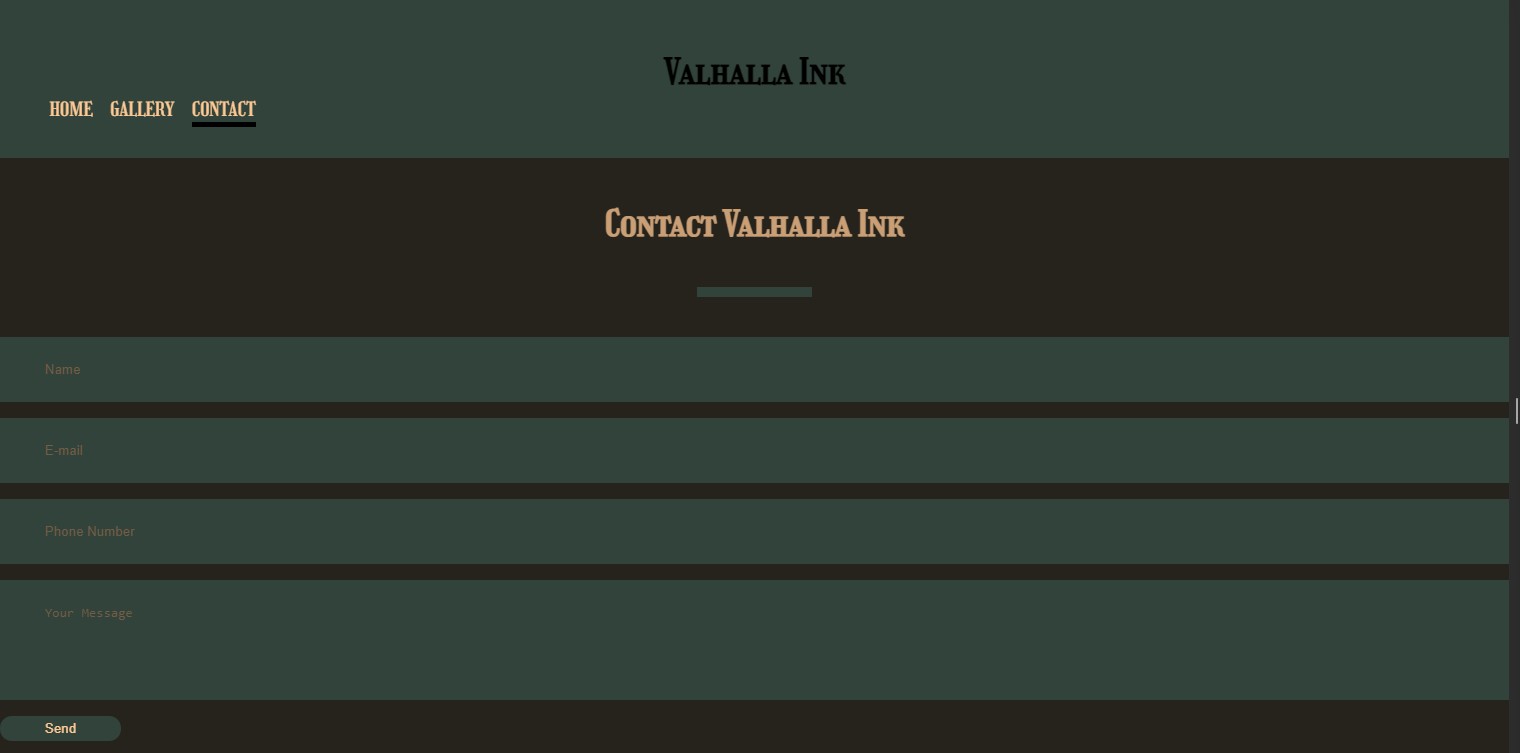 Valhalla Ink
HOME GALLERY CONTACT
Contact Valhalla Ink
Name
E-mail
Phone Number
Your Message
Send